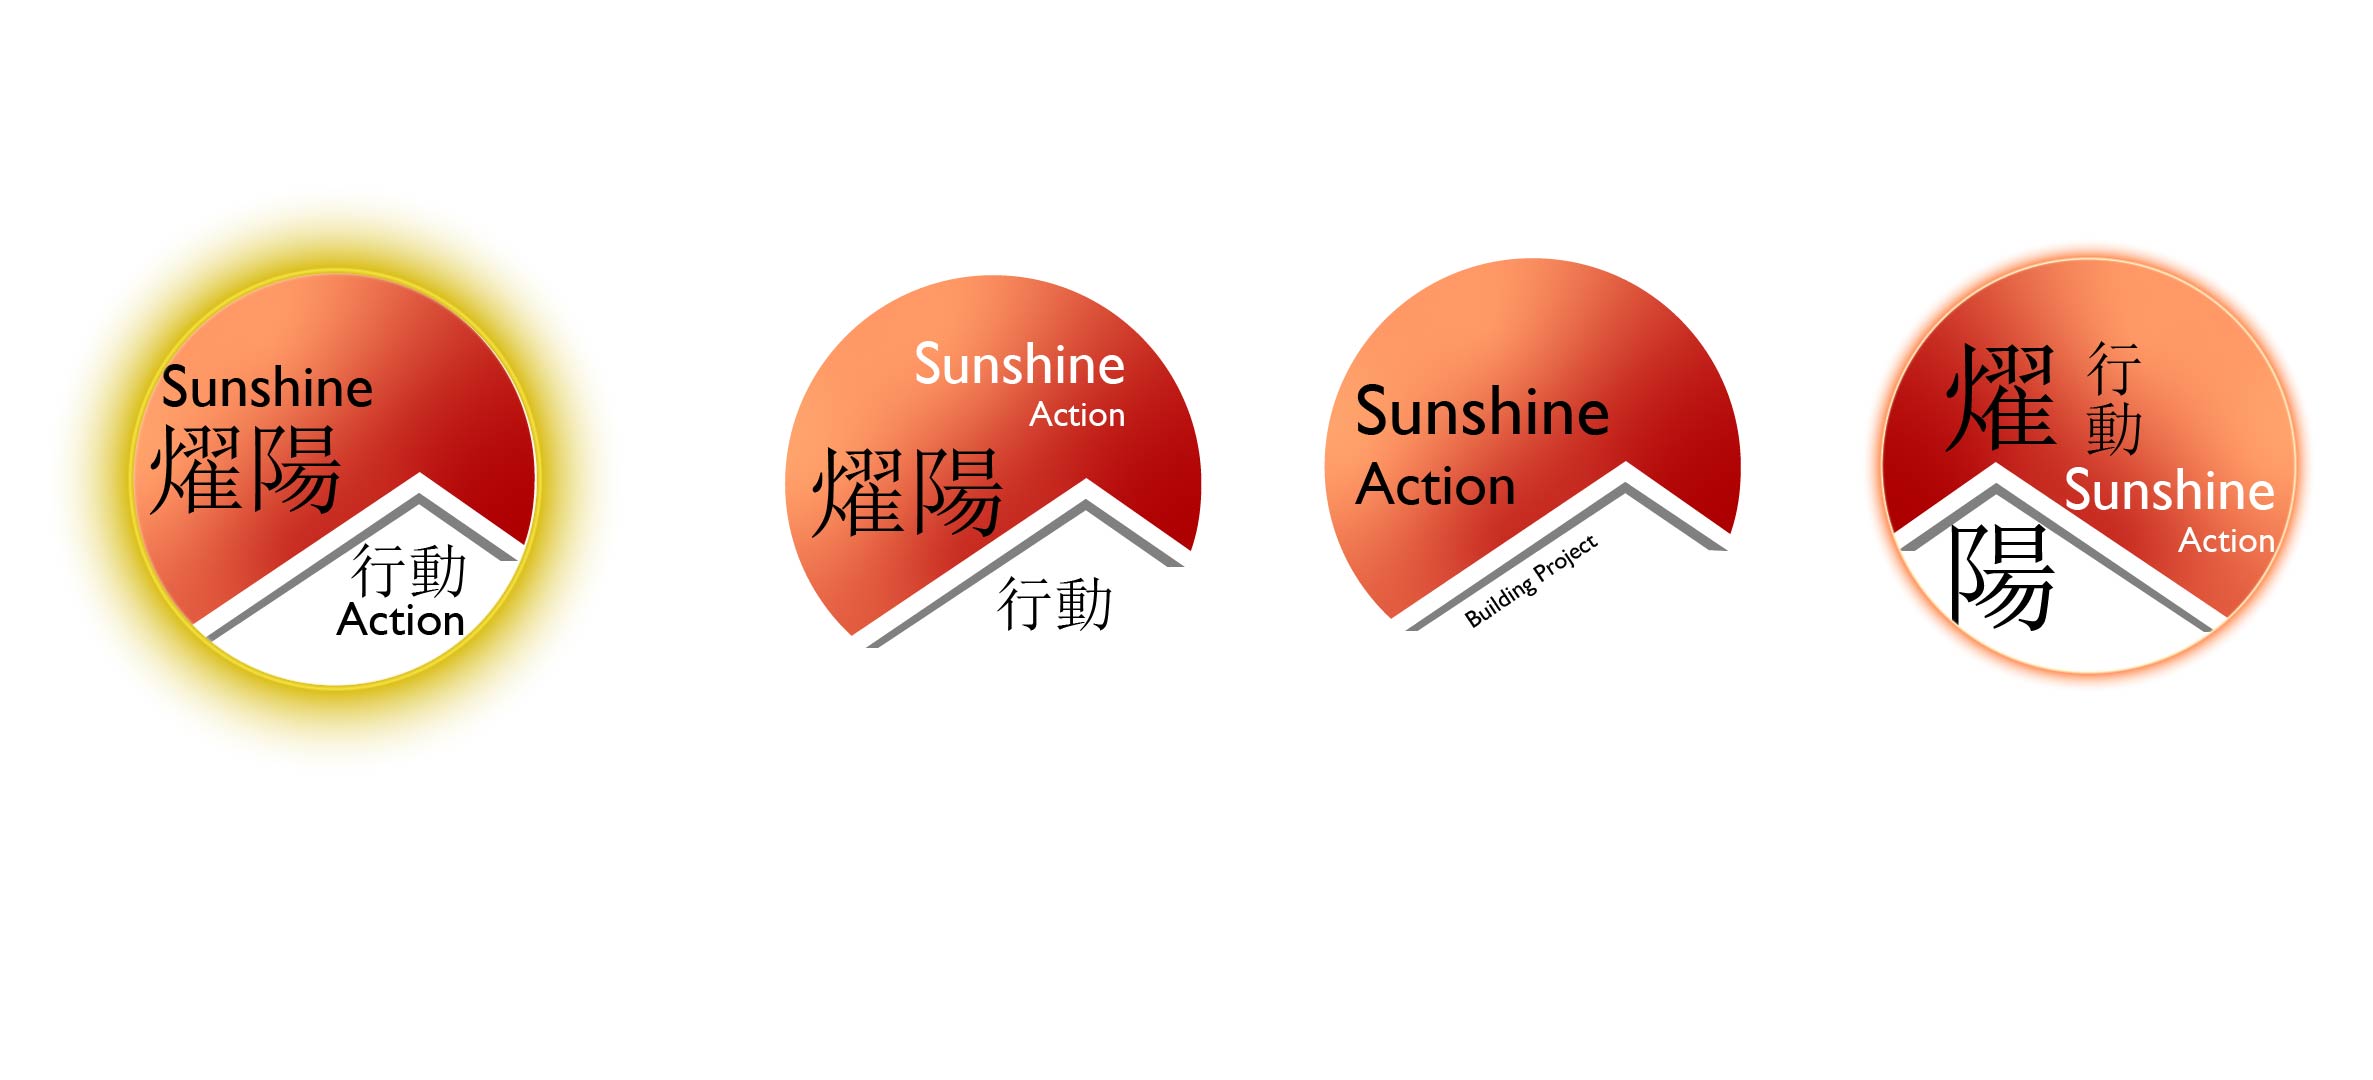 Sunshine
燿陽
行動
Action
Sunshine
Action
燿陽
行動
Sunshine
Action
Building Project
燿陽
行動
Sunshine
Action